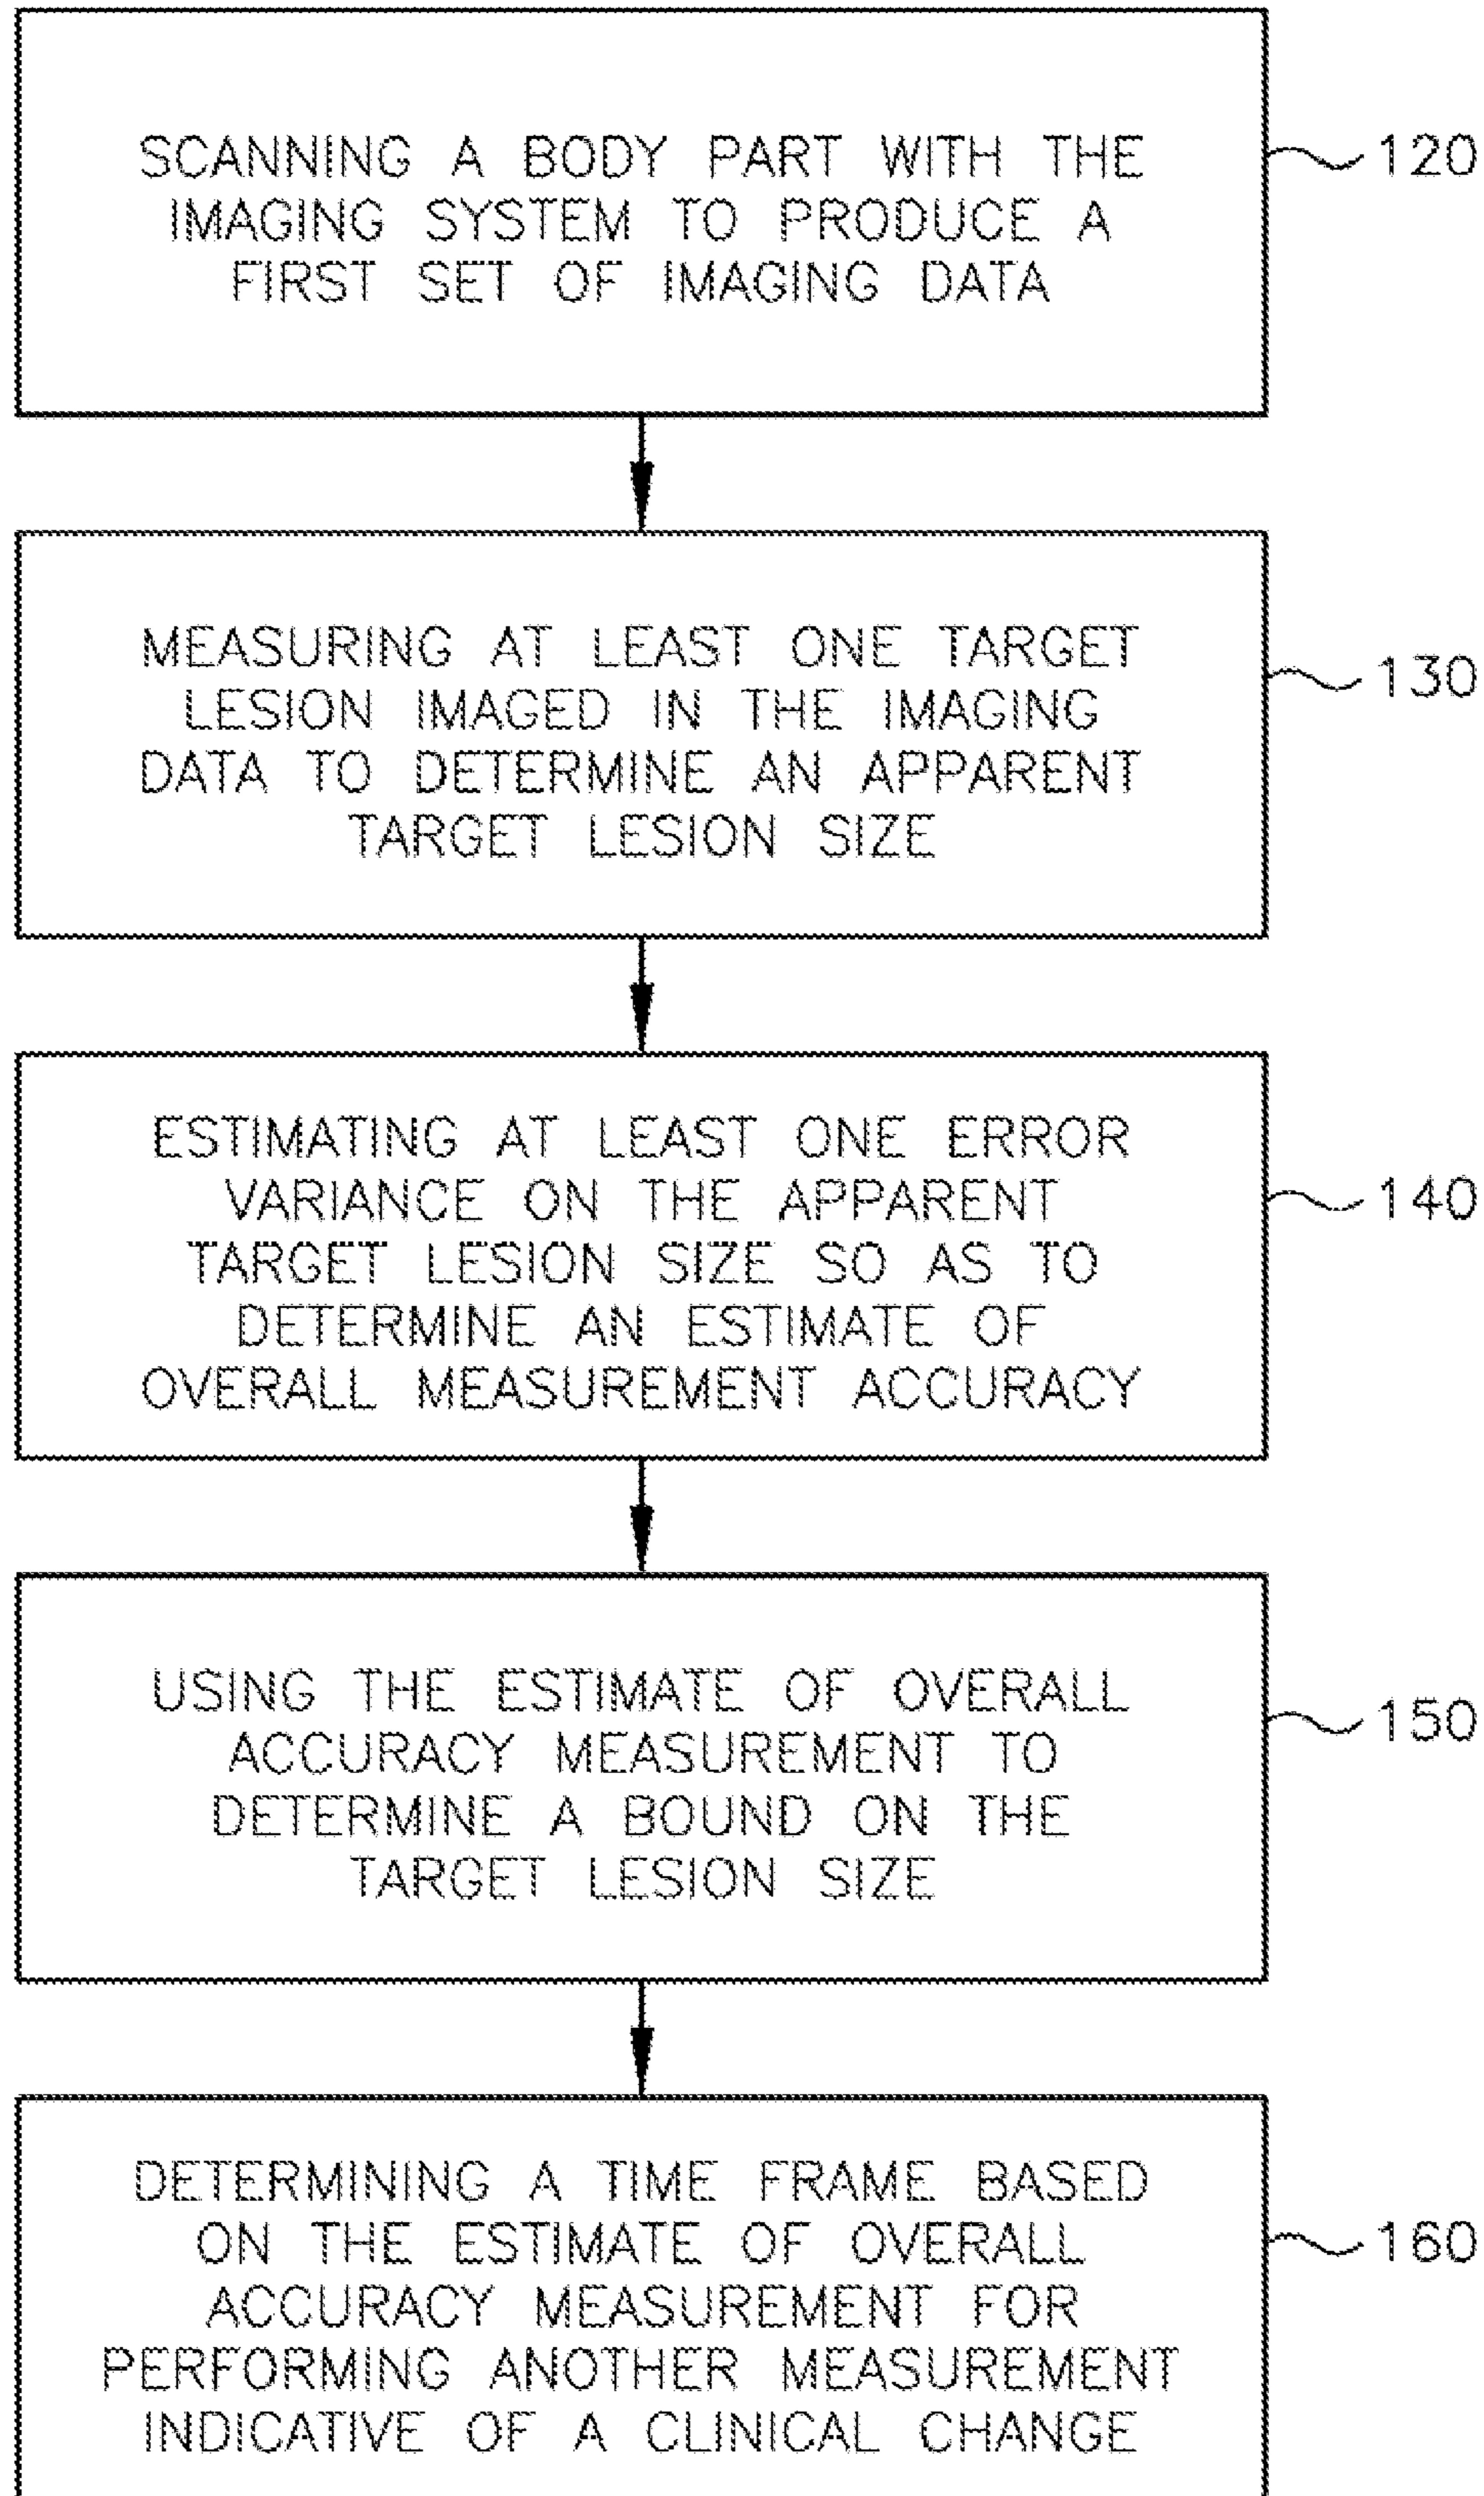 SCANNING A BODY PART WITH THE
IMAGING SYSTEM TO PRODUCE A
FIRST SET OF IMAGING DATA
120
MEASURING AT LEAST ONE TARGET
LESION IMAGED IN THE IMAGING
DATA TO DETERMINE AN APPARENT
TARGET LESION SIZE
130
ESTIMATING AT LEAST ONE ERROR
VARIANCE ON THE APPARENT
TARGET LESION SIZE SO AS TO
DETERMINE AN ESTIMATE OF
OVERALL MEASUREMENT ACCURACY
140
USING THE ESTIMATE OF OVERALL
ACCURACY MEASUREMENT TO
DETERMINE A BOUND ON THE
TARGET LESION SIZE
150
DETERMINING A TIME FRAME BASED
ON THE ESTIMATE OF OVERALL
ACCURACY MEASUREMENT FOR
PERFORMING ANOTHER MEASUREMENT
INDICATIVE OF A CLINICAL CHANGE
160